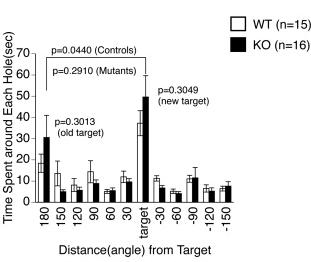 WT (n=15)
KO (n=16)
Time Spent around Each Hole(sec)
70
60
50
40
30
20
10
0
p=0.0440 (Controls)
p=0.2910 (Mutants)
p=0.3049
(new target)
p=0.3013
(old target)
180
150
120
90
60
30
target
-30
-60
-90
-120
-150
Distance(angle) from Target